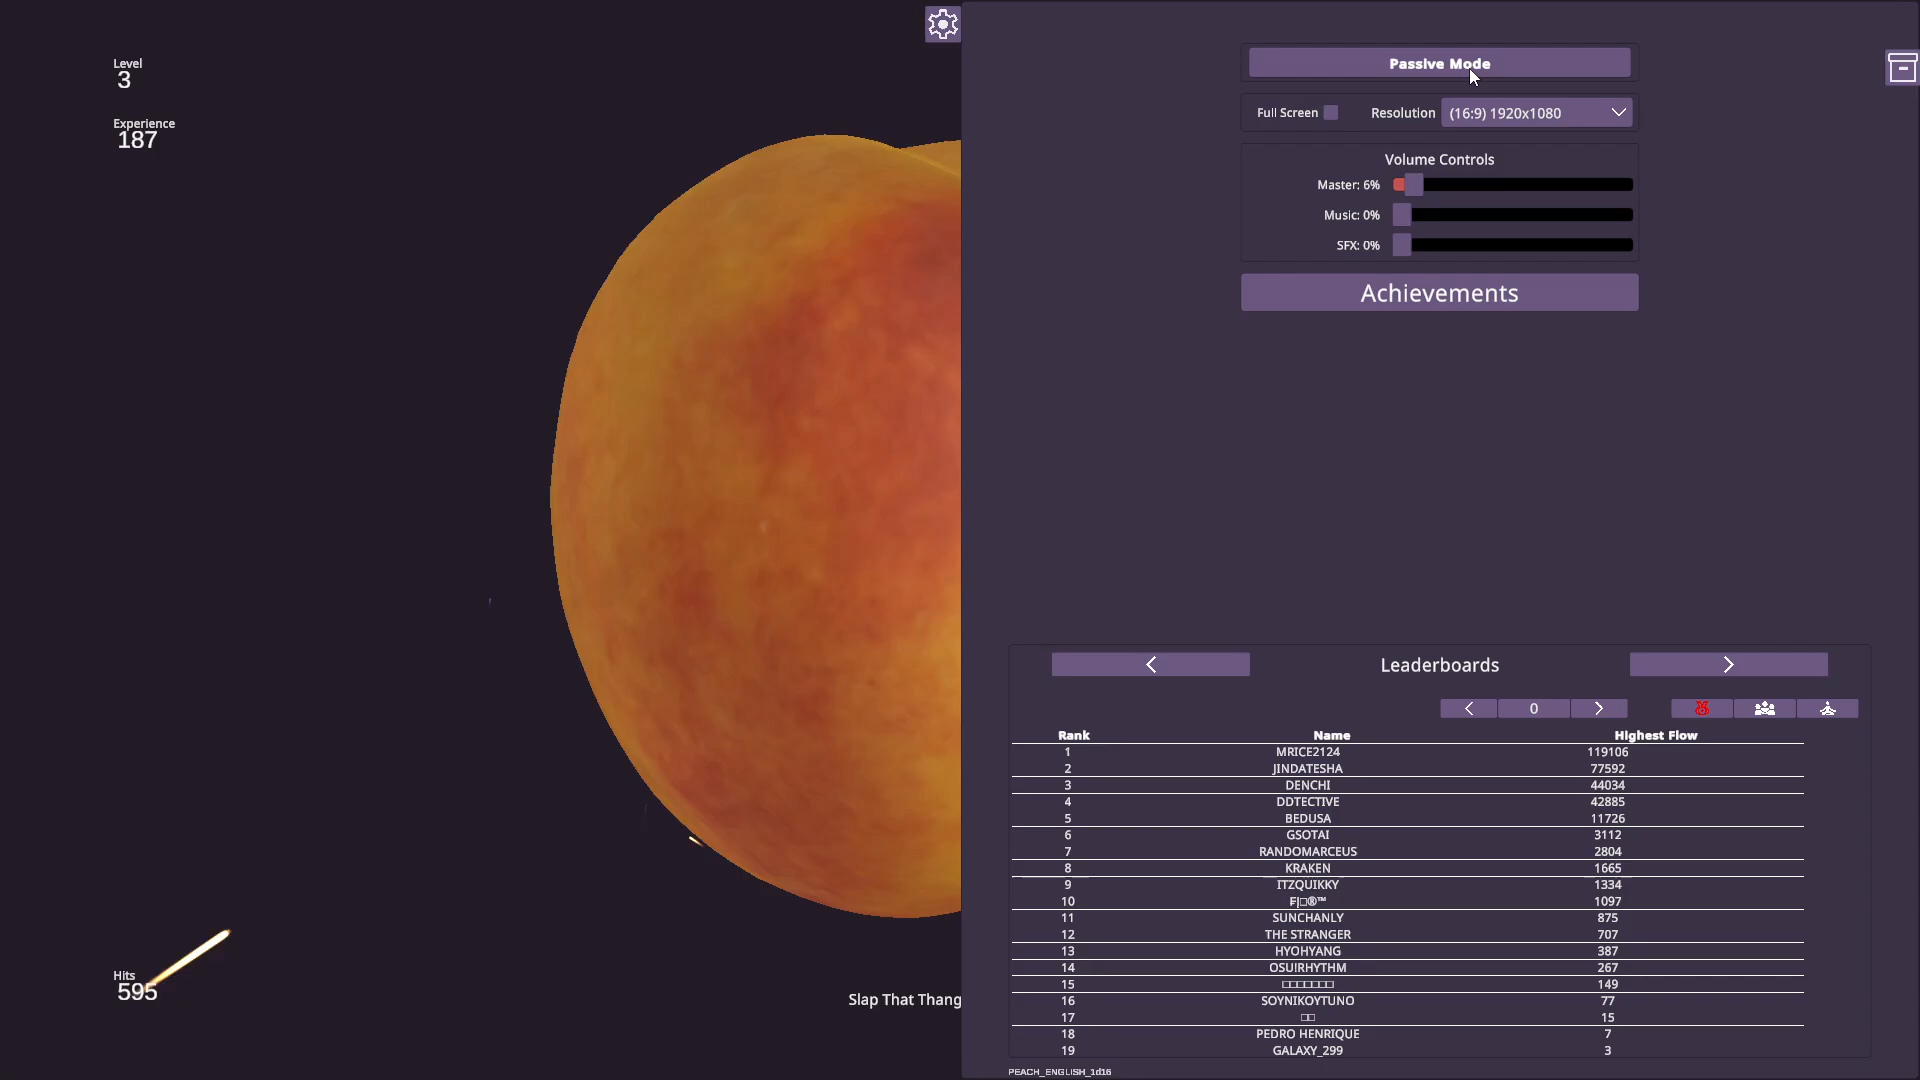 Level
3
Experience
187
Passive Mode
Full Screen
Resolution
(16:9) 1920x1080
Volume Controls
Master: 6%
Music: 0%
SFX: 0%
Achievements
Leaderboards
0
Rank Name Highest Flow
1 MRICE2124 119106
2 JINDATESHA 77592
3 DENCHI 44034
4 DDTECTIVE 42885
5 BEDUSA 11726
6 GSOTAI 3112
7 RANDOMARCEUS 2804
8 KRAKEN 1665
9 ITZQUIKKY 1334
10 ₣|□®™ 1097
11 SUNCHANLY 875
12 THE STRANGER 707
13 HYOHYANG 387
14 OSUIRHYTHM 267
15 □□□□□□□ 149
16 SOYNIKOYTUNO 77
17 □□ 15
18 PEDRO HENRIQUE 7
19 GALAXY_299 3
Hits
595
Slap That Thang
PEACH_ENGLISH_1d16